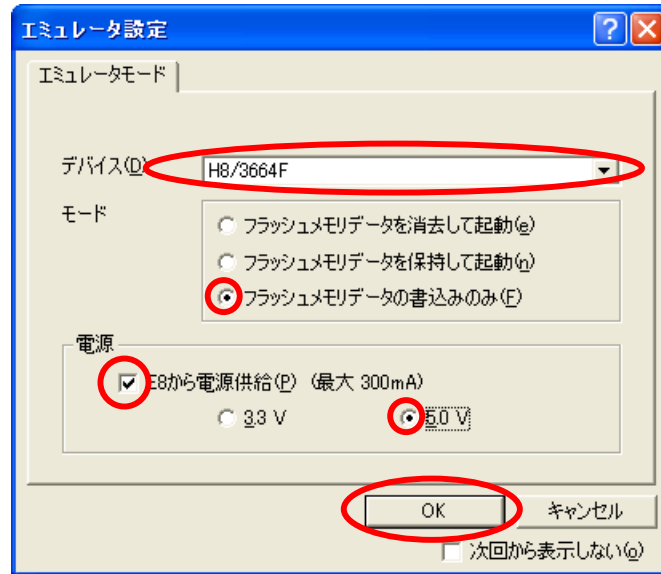 エミュレータ設定
エミュレータモード
デバイス(D) H8/3664F
モード
フラッシュメモリデータを消去して起動(e)
フラッシュメモリデータを保持して起動(n)
フラッシュメモリデータの書込みのみ(F)
電源
E8から電源供給(P) (最大 300mA)
3.3 V 5.0 V
OK キャンセル
次回から表示しない(o)